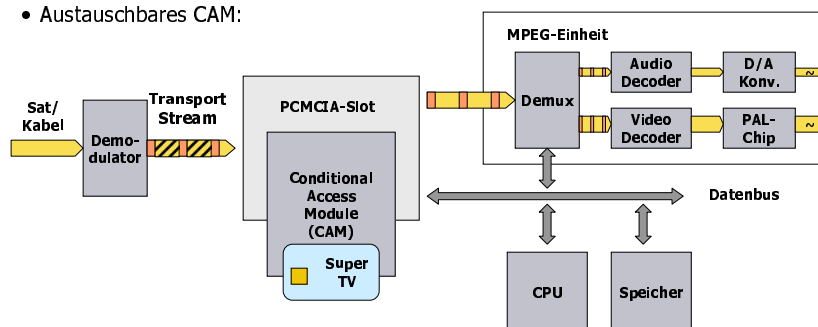 • Austauschbares CAM:
MPEG-Einheit
Sat/
Kabel
Demo-
dulator
Transport
Stream
PCMCIA-Slot
Conditional
Access
Module
(CAM)
Super
TV
Demux
Audio
Decoder
D/A
Konv.
~
Video
Decoder
PAL-
Chip
~
Datenbus
CPU
Speicher